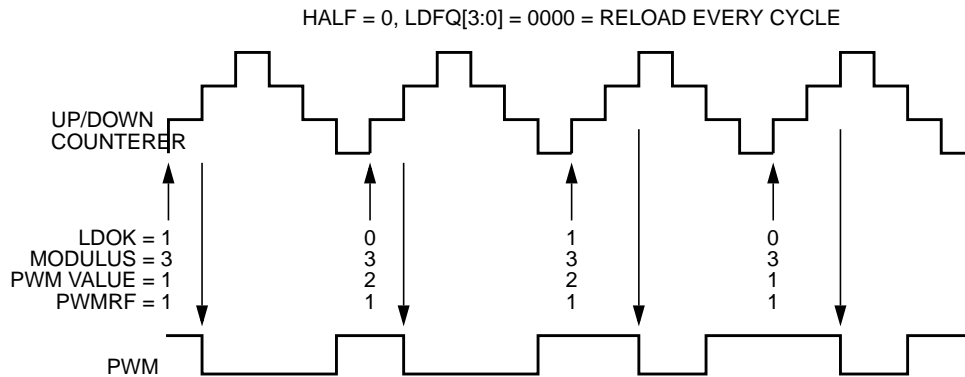 HALF = 0, LDFQ[3:0] = 0000 = RELOAD EVERY CYCLE
UP/DOWN
COUNTERER
LDOK = 1 0 1 0
MODULUS = 3 3 3 3
PWM VALUE = 1 2 2 1
PWMRF = 1 1 1 1
PWM